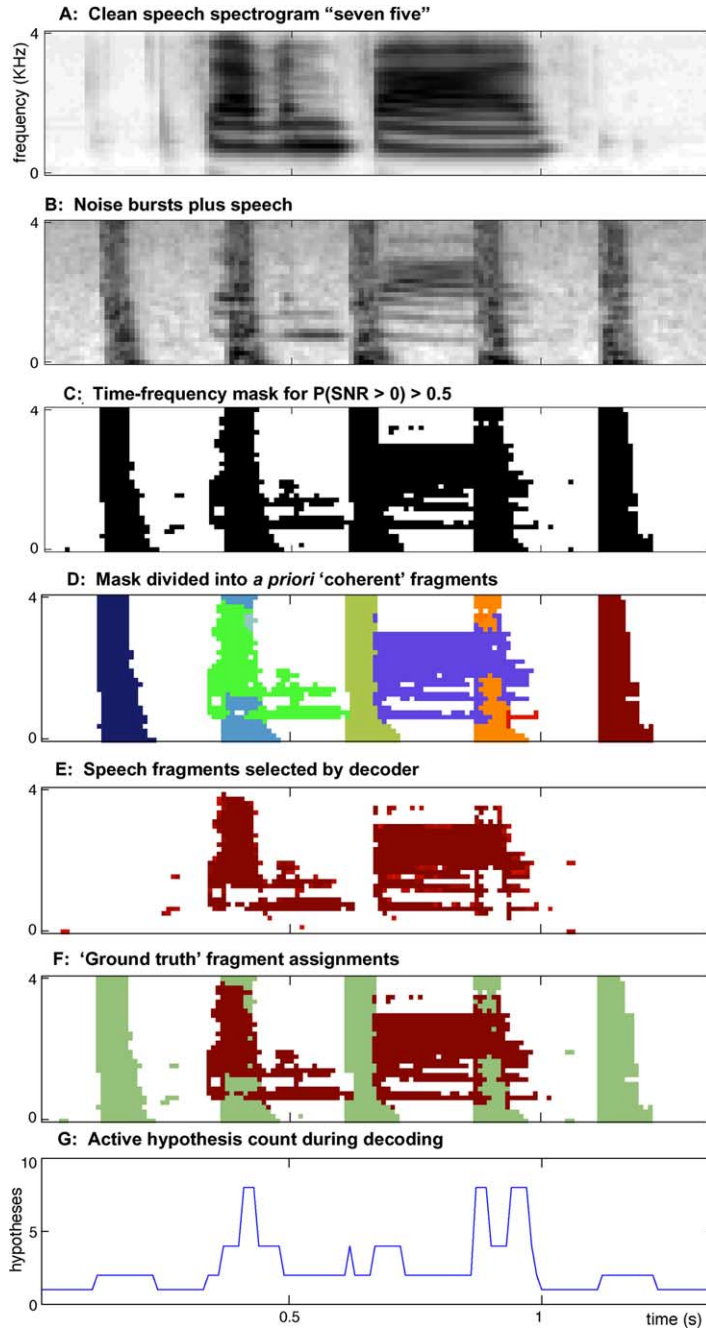 A: Clean speech spectrogram “seven five”
4
frequency (KHz)
0
B: Noise bursts plus speech
4
0
C: Time-frequency mask for P(SNR > 0) > 0.5
4
0
D: Mask divided into a priori ‘coherent’ fragments
4
0
E: Speech fragments selected by decoder
4
0
F: ‘Ground truth’ fragment assignments
4
0
G: Active hypothesis count during decoding
10
hypotheses
5
0
0.5
1
time (s)